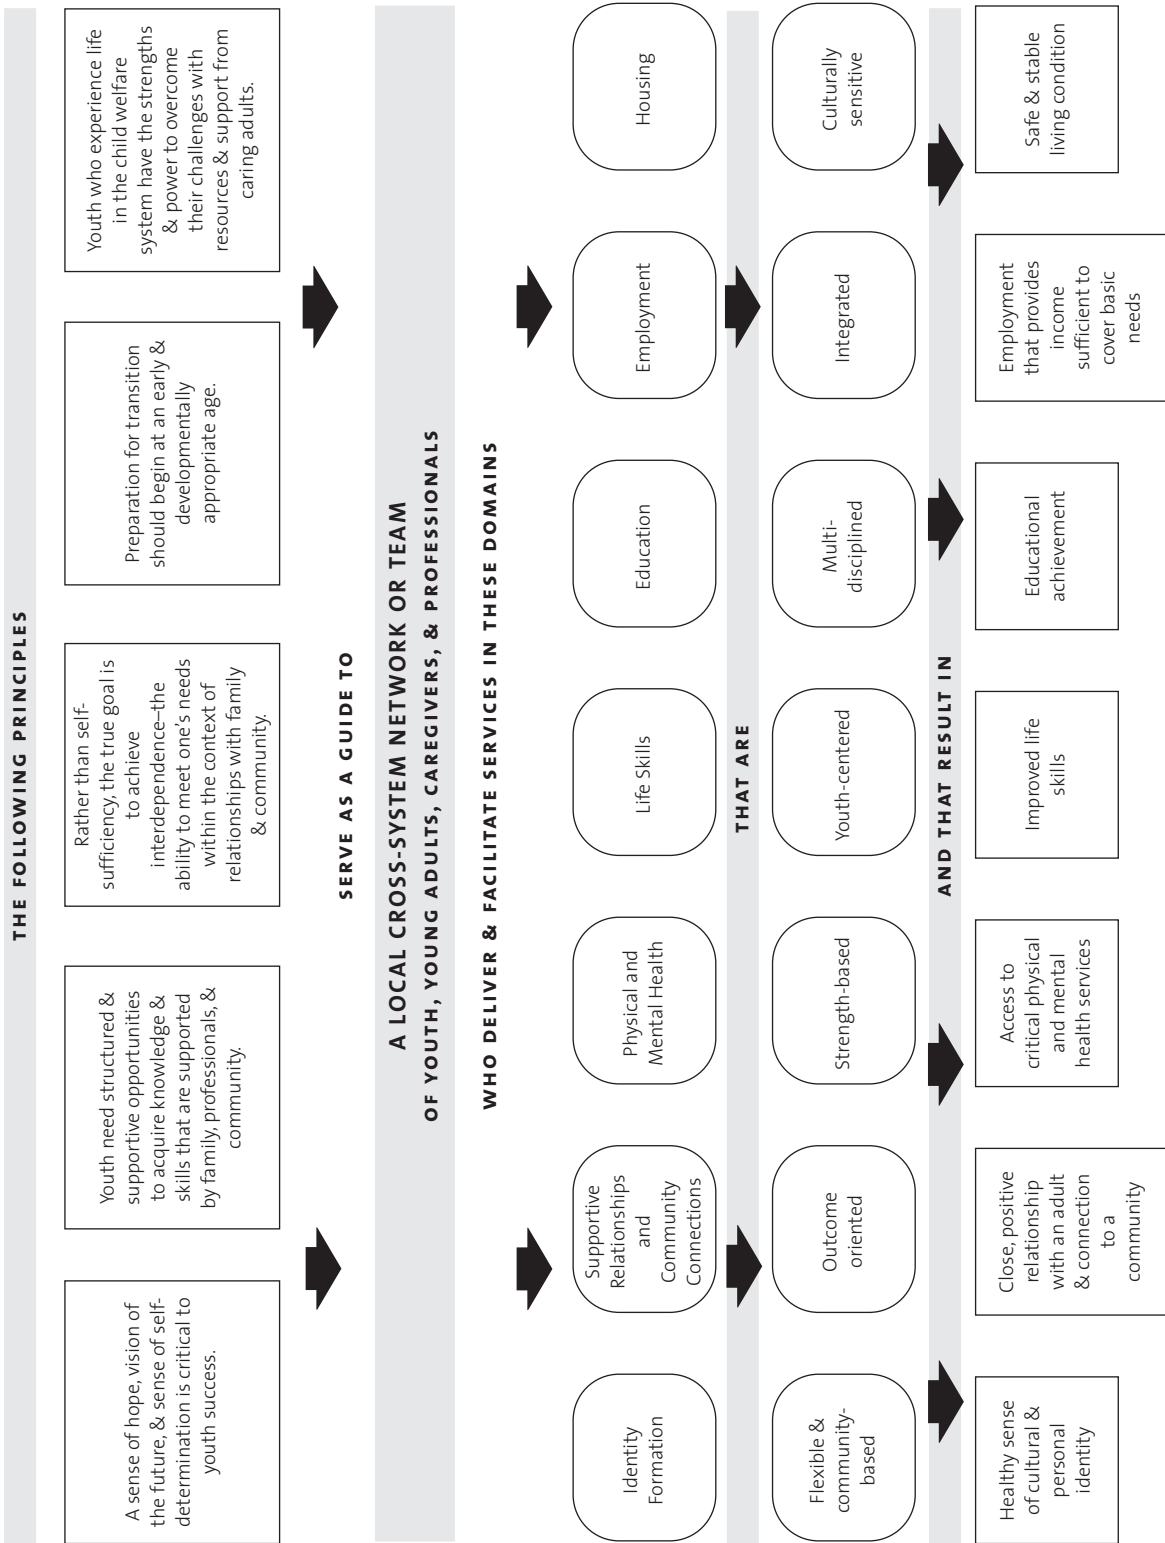 THE FOLLOWING PRINCIPLES
A sense of hope, vision of
the future, & sense of self-
determination is critical to
youth success.
Youth need structured &
supportive opportunities
to acquire knowledge &
skills that are supported
by family, professionals, &
community.
Rather than self-
sufficiency, the true goal is
to achieve
interdependence–the
ability to meet one's needs
within the context of
relationships with family
& community.
Preparation for transition
should begin at an early &
developmentally
appropriate age.
Youth who experience life
in the child welfare
system have the strengths
& power to overcome
their challenges with
resources & support from
caring adults.
SERVE AS A GUIDE TO
A LOCAL CROSS-SYSTEM NETWORK OR TEAM
OF YOUTH, YOUNG ADULTS, CAREGIVERS, & PROFESSIONALS
WHO DELIVER & FACILITATE SERVICES IN THESE DOMAINS
Identity
Formation
Supportive
Relationships
and
Community
Connections
Physical and
Mental Health
Life Skills
Education
Employment
Housing
THAT ARE
Flexible &
community-
based
Outcome
oriented
Strength-based
Youth-centered
Multi-
disciplined
Integrated
Culturally
sensitive
AND THAT RESULT IN
Healthy sense
of cultural &
personal
identity
Close, positive
relationship
with an adult
& connection
to a
community
Access to
critical physical
and mental
health services
Improved life
skills
Educational
achievement
Employment
that provides
income
sufficient to
cover basic
needs
Safe & stable
living condition